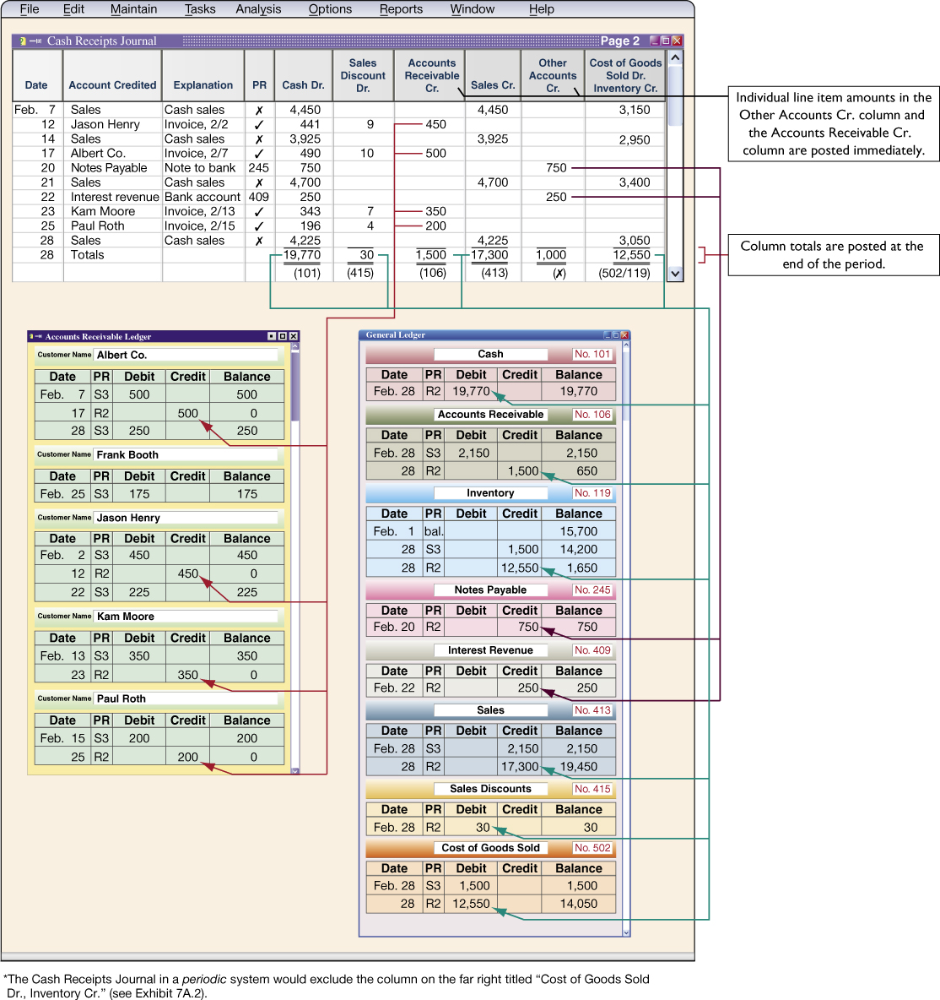 File Edit Maintain Tasks Analysis Options Reports Window Help
Cash Receipts Journal Page 2
Date Account Credited Explanation PR Cash Dr. Sales Discount Dr. Accounts Receivable Cr. Sales Cr. Other Accounts Cr. Cost of Goods Sold Dr. Inventory Cr.
Feb. 7 Sales Cash sales ✗ 4,450 4,450 3,150
12 Jason Henry Invoice, 2/2 ✓ 441 9 450
14 Sales Cash sales ✗ 3,925 3,925 2,950
17 Albert Co. Invoice, 2/7 ✓ 490 10 500
20 Notes Payable Note to bank 245 750 750
21 Sales Cash sales ✗ 4,700 4,700 3,400
22 Interest revenue Bank account 409 250 250
23 Kam Moore Invoice, 2/13 ✓ 343 7 350
25 Paul Roth Invoice, 2/15 ✓ 196 4 200
28 Sales Cash sales ✗ 4,225 4,225 3,050
28 Totals 19,770 30 1,500 17,300 1,000 12,550
(101) (415) (106) (413) (✗) (502/119)
Individual line item amounts in the
Other Accounts Cr. column and
the Accounts Receivable Cr.
column are posted immediately.
Column totals are posted at the
end of the period.
Accounts Receivable Ledger
Customer Name Albert Co.
Date PR Debit Credit Balance
Feb. 7 S3 500 500
17 R2 500 0
28 S3 250 250
Customer Name Frank Booth
Date PR Debit Credit Balance
Feb. 25 S3 175 175
Customer Name Jason Henry
Date PR Debit Credit Balance
Feb. 2 S3 450 450
12 R2 450 0
22 S3 225 225
Customer Name Kam Moore
Date PR Debit Credit Balance
Feb. 13 S3 350 350
23 R2 350 0
Customer Name Paul Roth
Date PR Debit Credit Balance
Feb. 15 S3 200 200
25 R2 200 0
General Ledger
Cash No. 101
Date PR Debit Credit Balance
Feb. 28 R2 19,770 19,770
Accounts Receivable No. 106
Date PR Debit Credit Balance
Feb. 28 S3 2,150 2,150
28 R2 1,500 650
Inventory No. 119
Date PR Debit Credit Balance
Feb. 1 bal. 15,700
28 S3 1,500 14,200
28 R2 12,550 1,650
Notes Payable No. 245
Date PR Debit Credit Balance
Feb. 20 R2 750 750
Interest Revenue No. 409
Date PR Debit Credit Balance
Feb. 22 R2 250 250
Sales No. 413
Date PR Debit Credit Balance
Feb. 28 S3 2,150 2,150
28 R2 17,300 19,450
Sales Discounts No. 415
Date PR Debit Credit Balance
Feb. 28 R2 30 30
Cost of Goods Sold No. 502
Date PR Debit Credit Balance
Feb. 28 S3 1,500 1,500
28 R2 12,550 14,050
*The Cash Receipts Journal in a periodic system would exclude the column on the far right titled “Cost of Goods Sold
Dr., Inventory Cr.” (see Exhibit 7A.2).